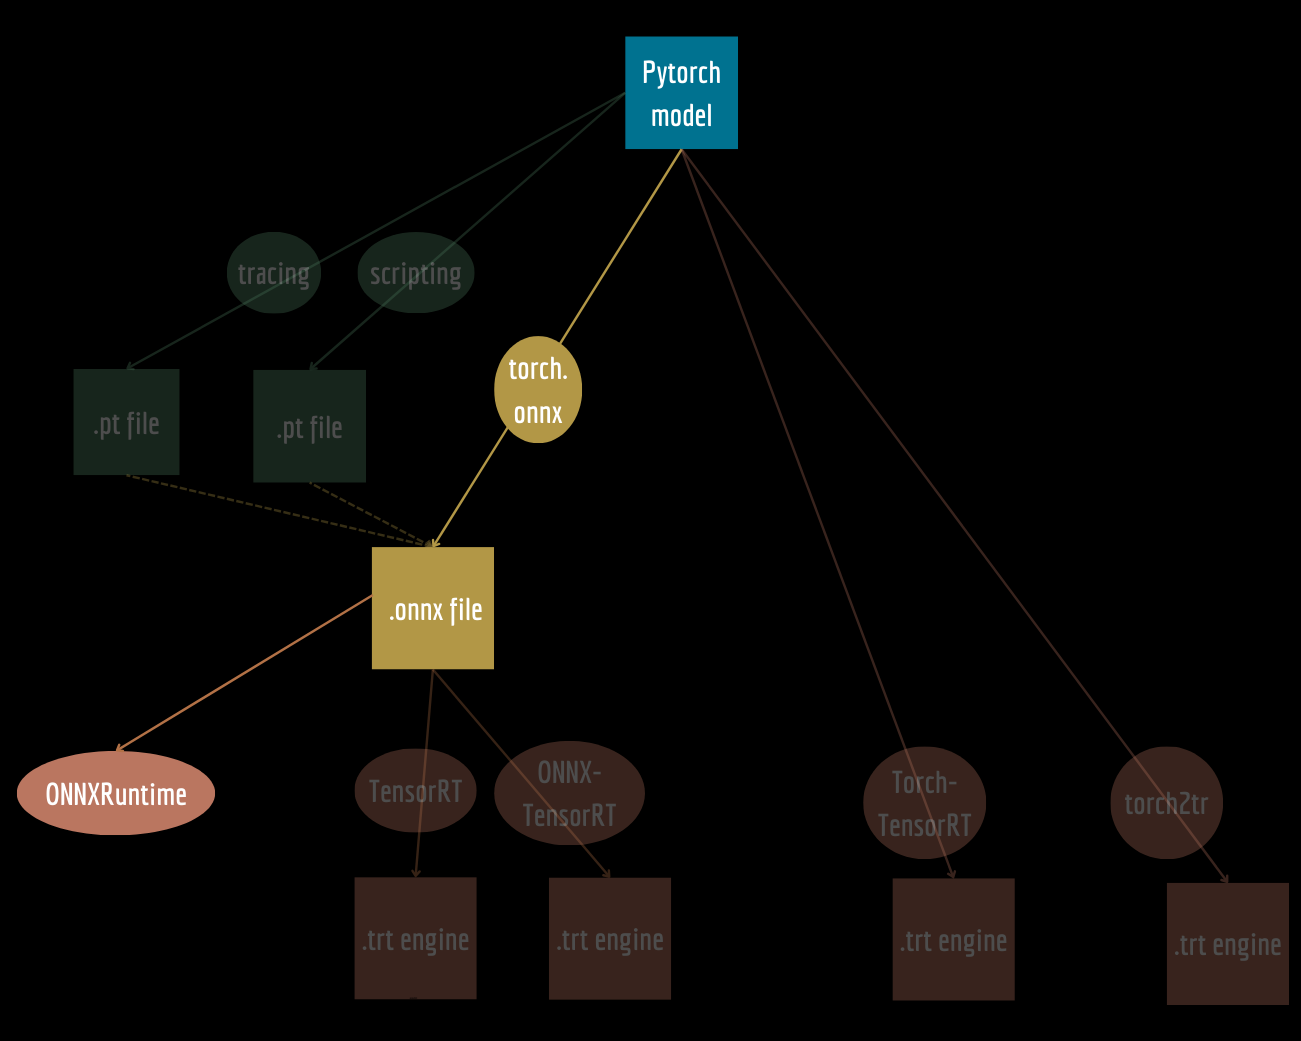 Pytorch
model
tracing
scripting
torch.
onnx
.pt file
.pt file
.onnx file
ONNXRuntime
TensorRT
ONNX-
TensorRT
Torch-
TensorRT
torch2tr
.trt engine
.trt engine
.trt engine
.trt engine